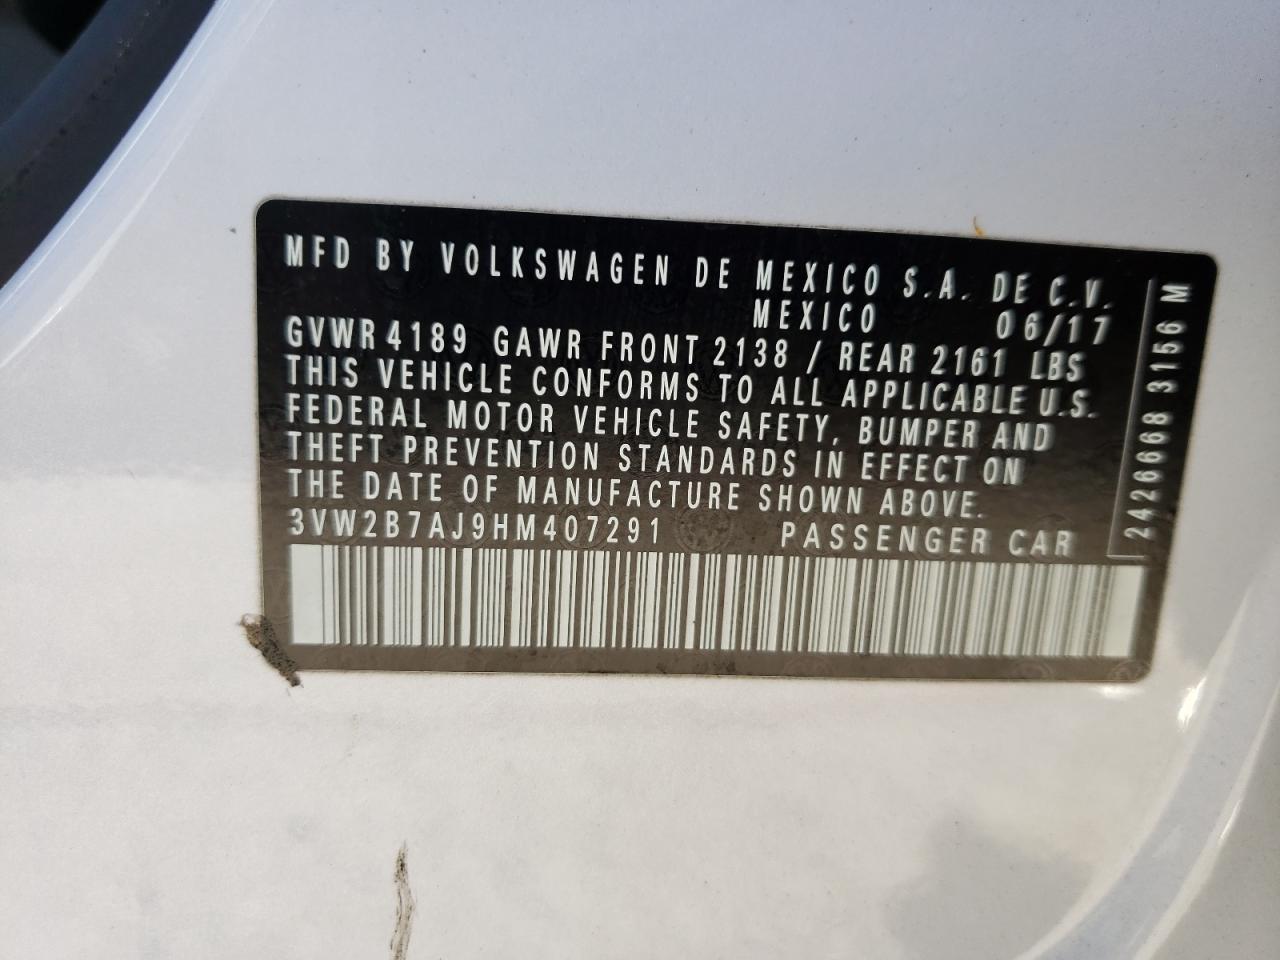 MFD BY VOLKSWAGEN DE MEXICO S.A. DE C.V.
MEXICO 06/17
GVWR 4189 GAWR FRONT 2138 / REAR 2161 LBS
THIS VEHICLE CONFORMS TO ALL APPLICABLE U.S.
FEDERAL MOTOR VEHICLE SAFETY, BUMPER AND
THEFT PREVENTION STANDARDS IN EFFECT ON
THE DATE OF MANUFACTURE SHOWN ABOVE.
3VW2B7AJ9HM407291 PASSENGER CAR
2426668 3156 M